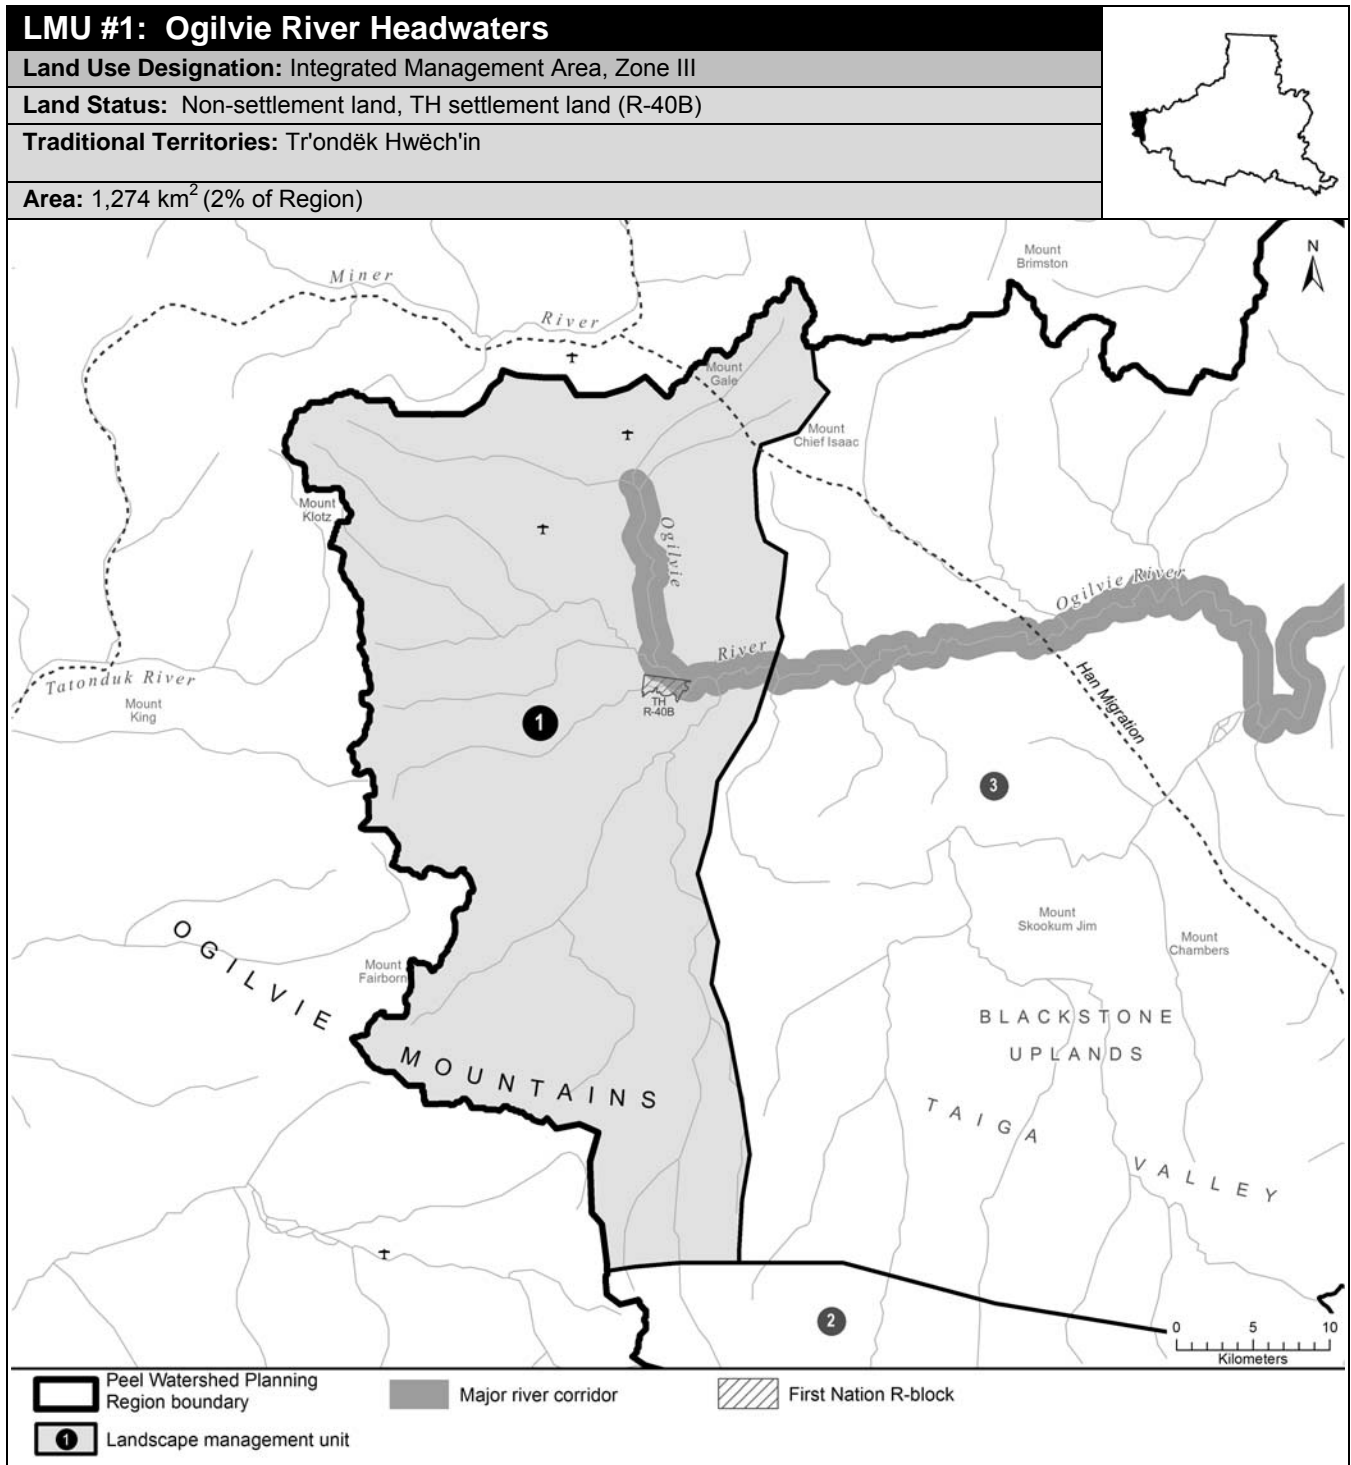 LMU #1: Ogilvie River Headwaters
Land Use Designation: Integrated Management Area, Zone III
Land Status: Non-settlement land, TH settlement land (R-40B)
Traditional Territories: Tr'ondëk Hwëch'in
Area: 1,274 km2 (2% of Region)
Mount
Brimston
N
Miner
River
Mount
Gale
Mount
Chief Isaac
Mount
Klotz
Ogilvie
River
Ogilvie River
Tatonduk River
Mount
King
TH
R-40B
Han Migration
1
3
OGILVIE
MOUNTAINS
Mount
Fairborn
Mount
Skookum Jim
Mount
Chambers
BLACKSTONE
UPLANDS
TAIGA
VALLEY
2
0 5 10
Kilometers
Peel Watershed Planning
Region boundary
Major river corridor
First Nation R-block
1
Landscape management unit